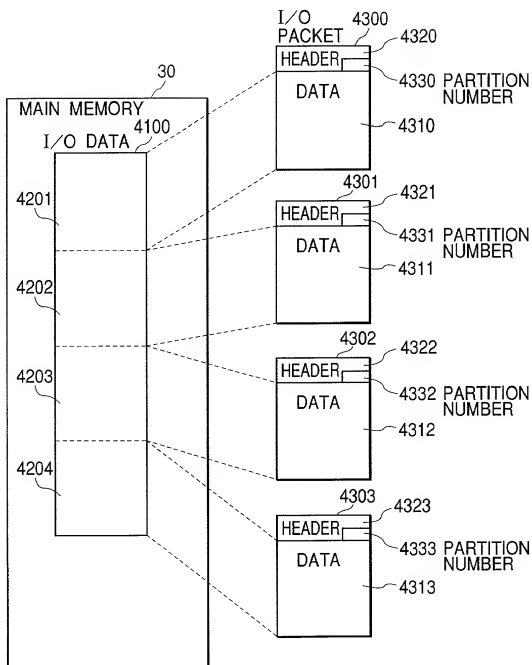 I/O
PACKET
4300
4320
HEADER
4330 PARTITION
NUMBER
DATA
4310
30
MAIN MEMORY
I/O DATA 4100
4201
4202
4203
4204
4301
4321
HEADER
4331 PARTITION
NUMBER
DATA
4311
4302
4322
HEADER
4332 PARTITION
NUMBER
DATA
4312
4303
4323
HEADER
4333 PARTITION
NUMBER
DATA
4313